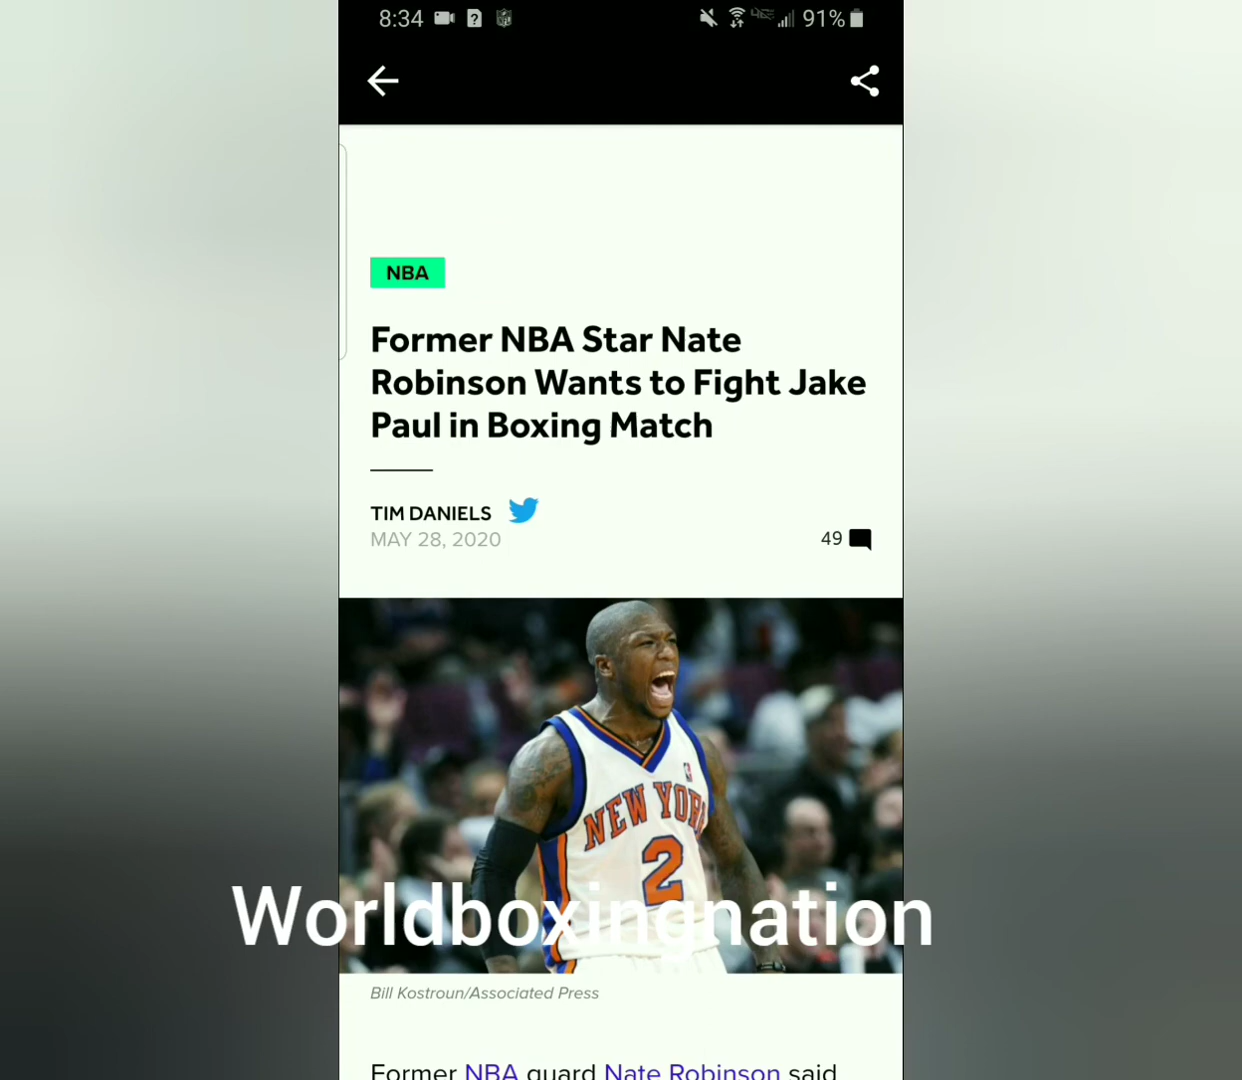 8:34
91%
NBA
Former NBA Star Nate
Robinson Wants to Fight Jake
Paul in Boxing Match
TIM DANIELS
MAY 28, 2020
49
NEW YOR
2
Worldboxingnation
Bill Kostroun/Associated Press
Former NBA guard Nate Robinson said